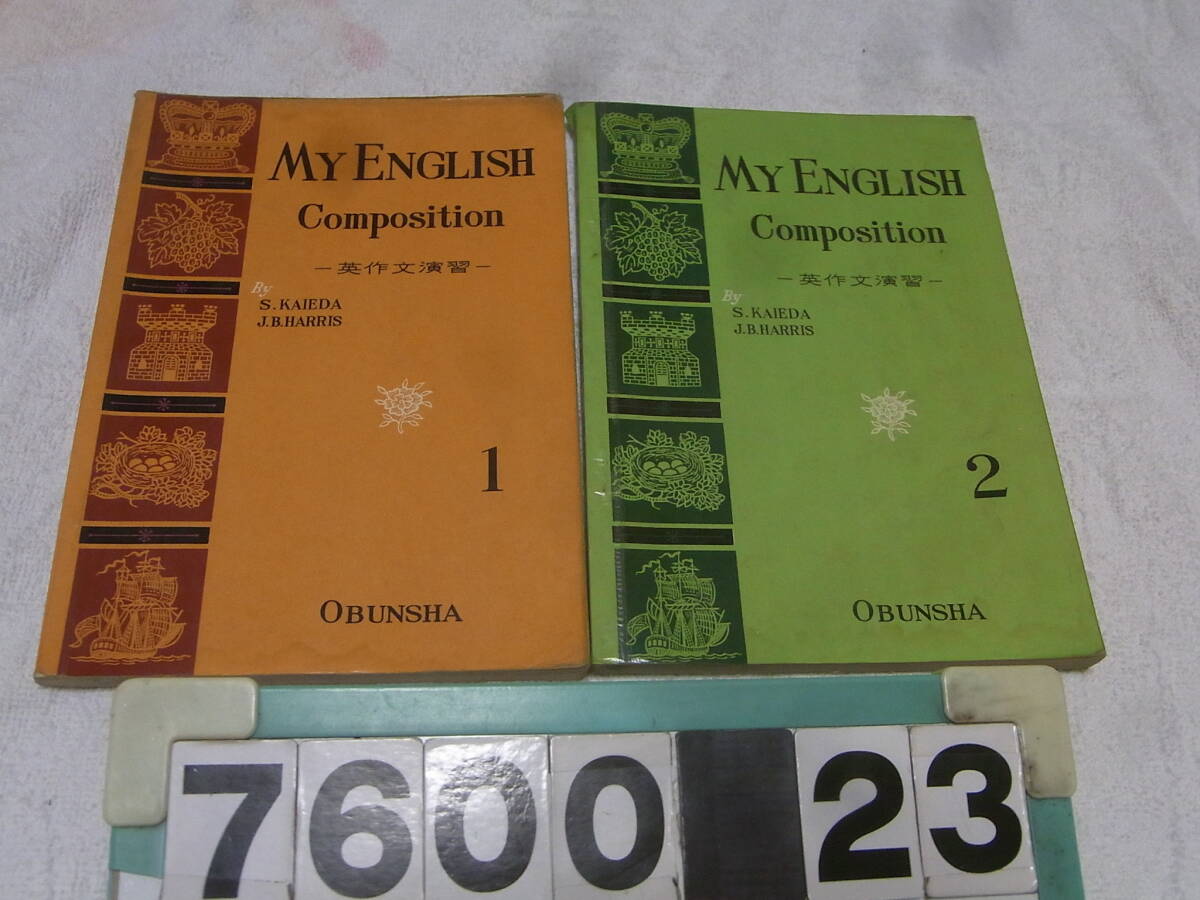 MY ENGLISH
Composition
－英作文演習－
By
S. KAIEDA
J.B. HARRIS
1
OBUNSHA
MY ENGLISH
Composition
－英作文演習－
By
S. KAIEDA
J.B. HARRIS
2
OBUNSHA
7600 23